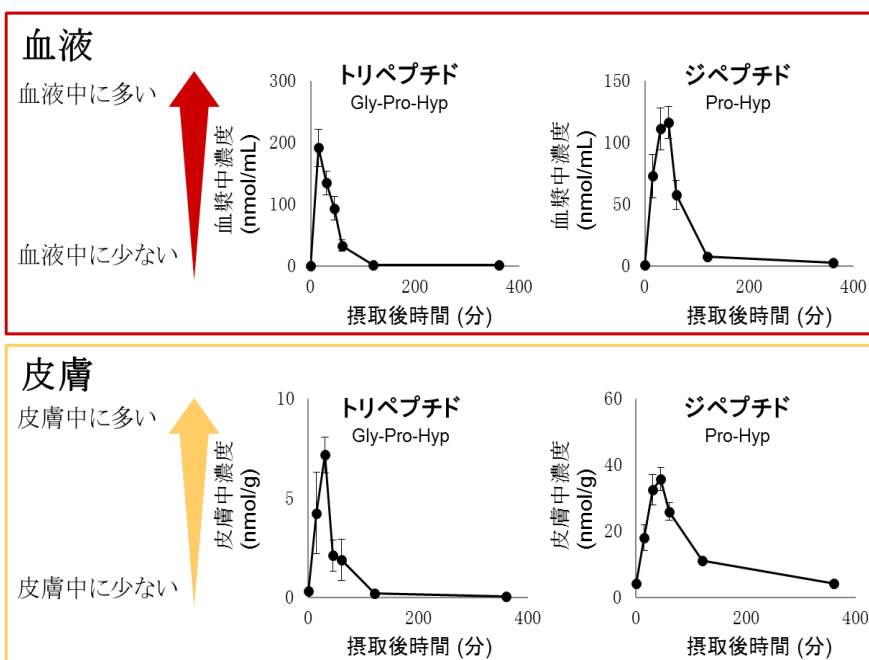 血液
血液中に多い
血液中に少ない
トリペプチド
Gly-Pro-Hyp
血漿中濃度
(nmol/mL)
300
200
100
0
0
200
400
摂取後時間 (分)
ジペプチド
Pro-Hyp
血漿中濃度
(nmol/mL)
150
100
50
0
0
200
400
摂取後時間 (分)
皮膚
皮膚中に多い
皮膚中に少ない
トリペプチド
Gly-Pro-Hyp
皮膚中濃度
(nmol/g)
10
5
0
0
200
400
摂取後時間 (分)
ジペプチド
Pro-Hyp
皮膚中濃度
(nmol/g)
60
40
20
0
0
200
400
摂取後時間 (分)